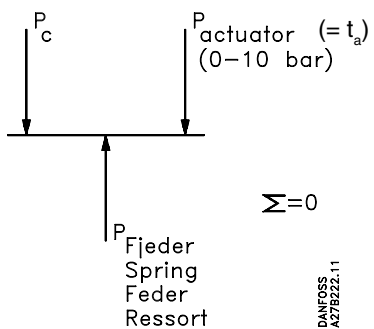 Pc
Pactuator (= ta)
(0-10 bar)
Σ=0
PFjeder
Spring
Feder
Ressort
DANFOSS
A27B222.11